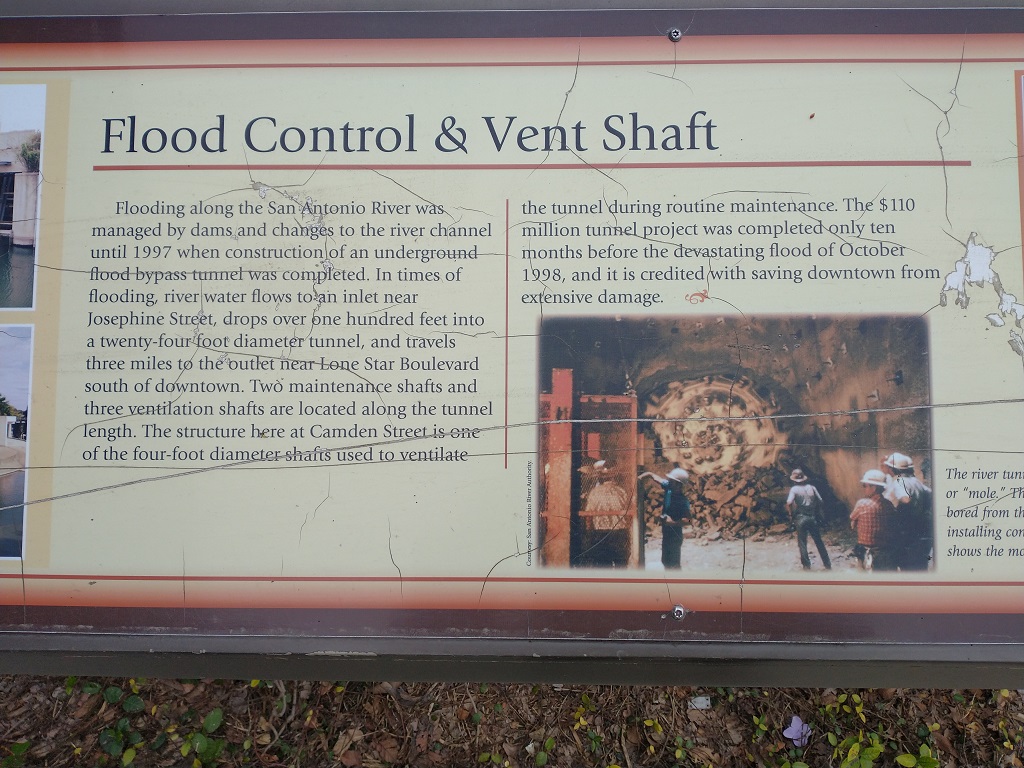 Flood Control & Vent Shaft
Flooding along the San Antonio River was
managed by dams and changes to the river channel
until 1997 when construction of an underground
flood bypass tunnel was completed. In times of
flooding, river water flows to an inlet near
Josephine Street, drops over one hundred feet into
a twenty-four foot diameter tunnel, and travels
three miles to the outlet near Lone Star Boulevard
south of downtown. Two maintenance shafts and
three ventilation shafts are located along the tunnel
length. The structure here at Camden Street is one
of the four-foot diameter shafts used to ventilate
the tunnel during routine maintenance. The $110
million tunnel project was completed only ten
months before the devastating flood of October
1998, and it is credited with saving downtown from
extensive damage.
Courtesy: San Antonio River Authority
The river tun
or “mole.” Th
bored from th
installing con
shows the mo